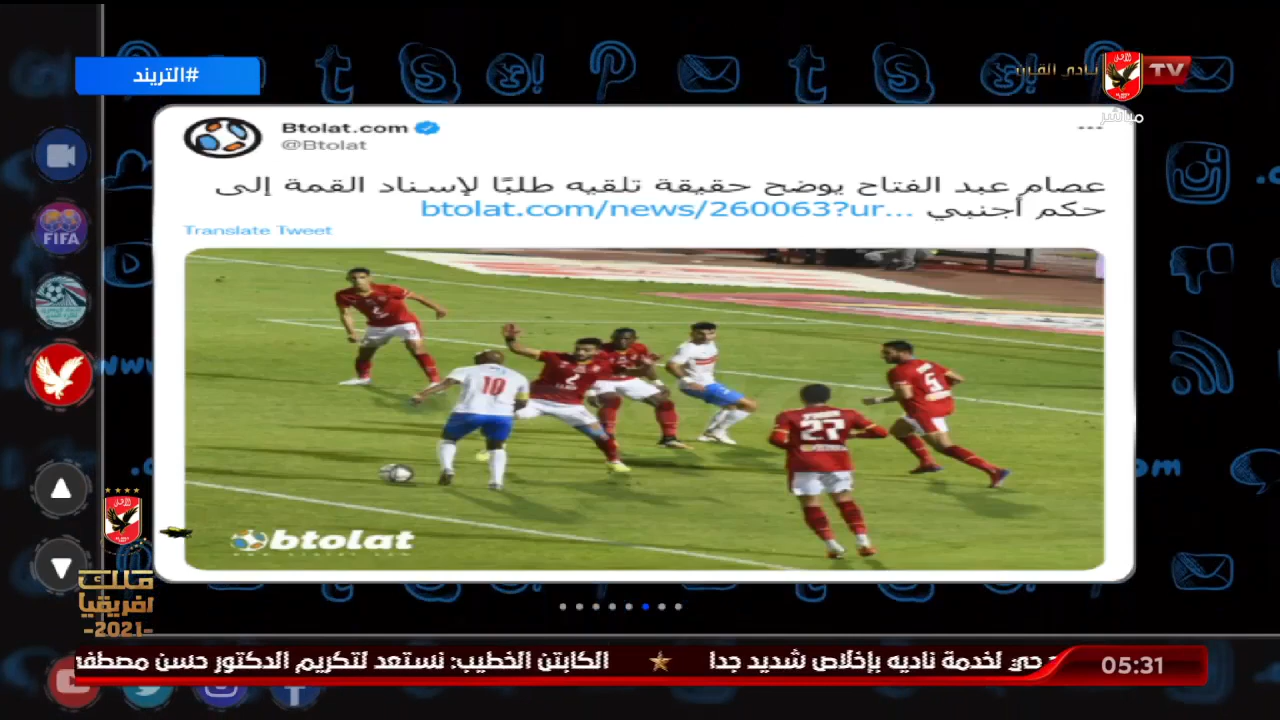 #التريند
نادي القرن
TV
مباشر
Btolat.com
@Btolat
عصام عبد الفتاح يوضح حقيقة تلقيه طلبًا لإسناد القمة إلى
حكم أجنبي btolat.com/news/260063?ur...
Translate Tweet
FIFA
10
2
5
27
btolat
ملك
افريقيا
-2021-
حي لخدمة ناديه بإخلاص شديد جدا
الكابتن الخطيب: نستعد لتكريم الدكتور حسن مصطفى
05:31